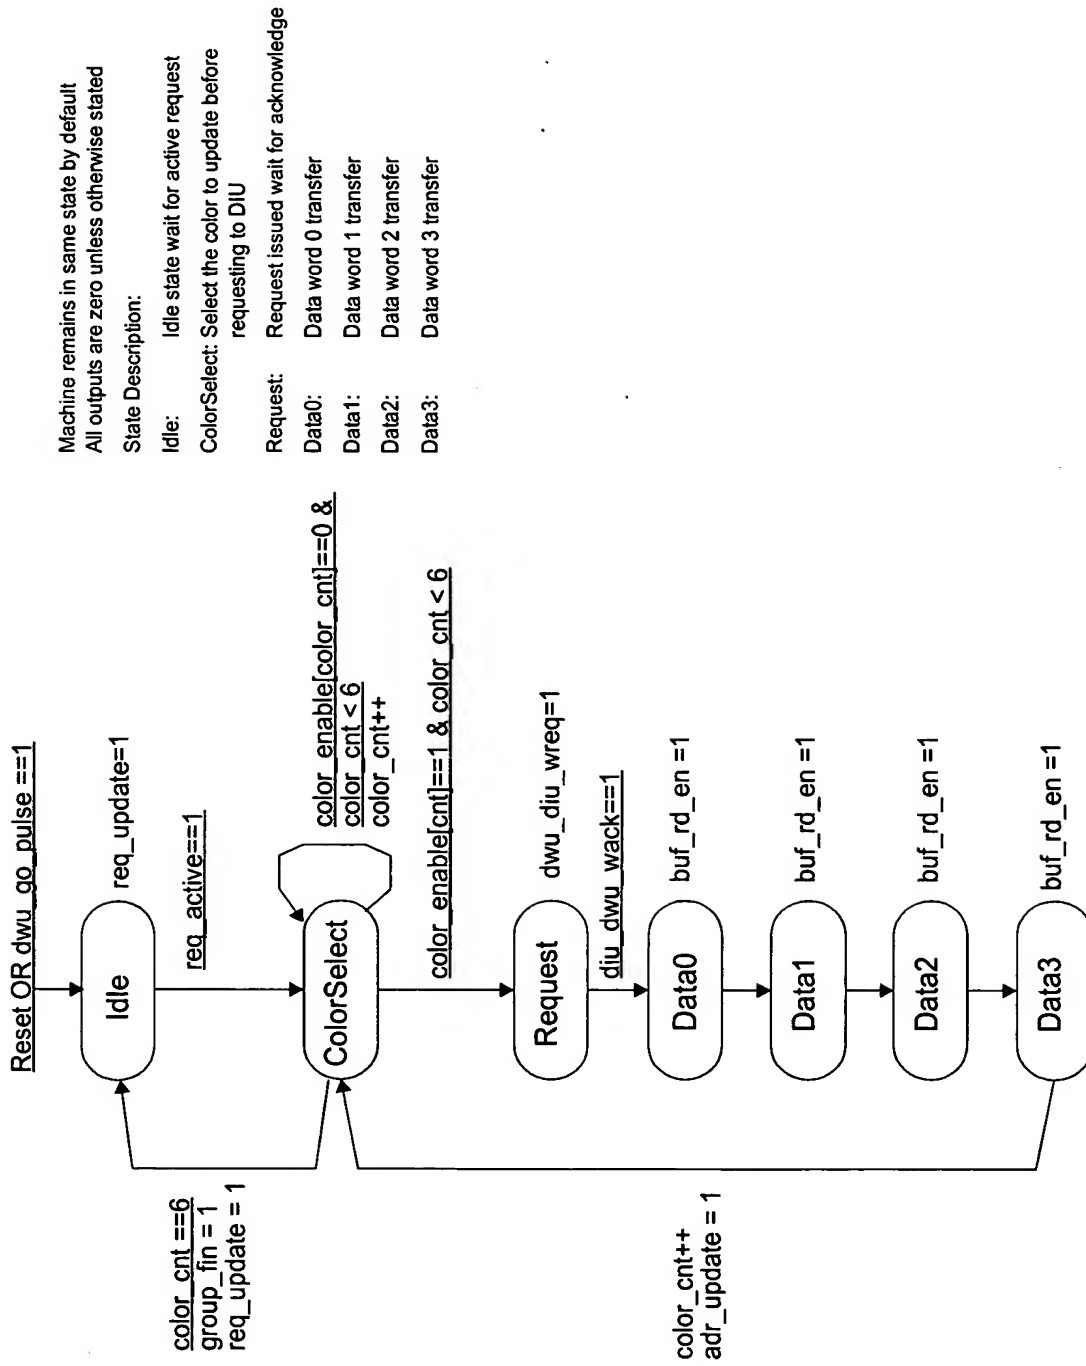 Reset OR dwu_go_pulse ==1
Idle
req_update=1
req_active==1
color_cnt ==6
group_fin = 1
req_update = 1
ColorSelect
color_enable[color_cnt]==0 &
color_cnt < 6
color_cnt++
color_enable[cnt]==1 & color_cnt < 6
Request
dwu_diu_wreq=1
diu_dwu_wack==1
Data0
buf_rd_en =1
Data1
buf_rd_en =1
Data2
buf_rd_en =1
Data3
buf_rd_en =1
color_cnt++
adr_update = 1
Machine remains in same state by default
All outputs are zero unless otherwise stated
State Description:
Idle: Idle state wait for active request
ColorSelect: Select the color to update before
requesting to DIU
Request: Request issued wait for acknowledge
Data0: Data word 0 transfer
Data1: Data word 1 transfer
Data2: Data word 2 transfer
Data3: Data word 3 transfer